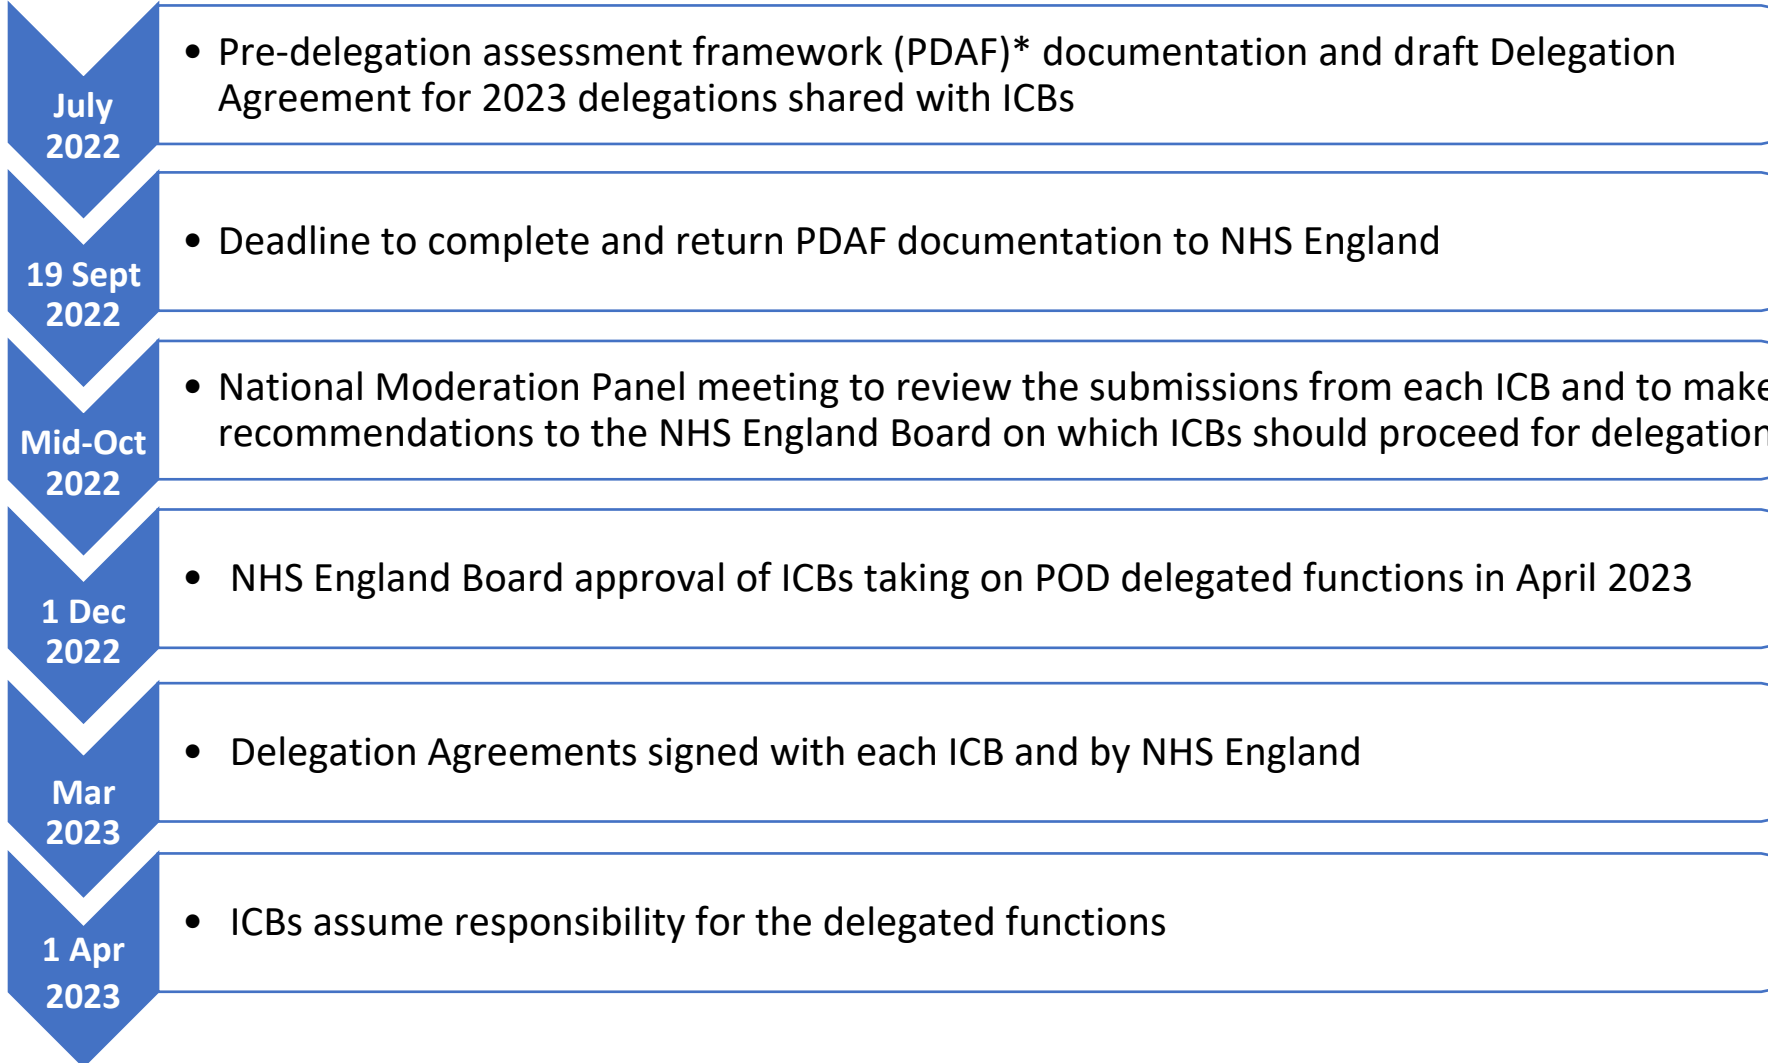 July
2022
• Pre-delegation assessment framework (PDAF)* documentation and draft Delegation
Agreement for 2023 delegations shared with ICBs
19 Sept
2022
• Deadline to complete and return PDAF documentation to NHS England
Mid-Oct
2022
• National Moderation Panel meeting to review the submissions from each ICB and to make
recommendations to the NHS England Board on which ICBs should proceed for delegation
1 Dec
2022
• NHS England Board approval of ICBs taking on POD delegated functions in April 2023
Mar
2023
• Delegation Agreements signed with each ICB and by NHS England
1 Apr
2023
• ICBs assume responsibility for the delegated functions